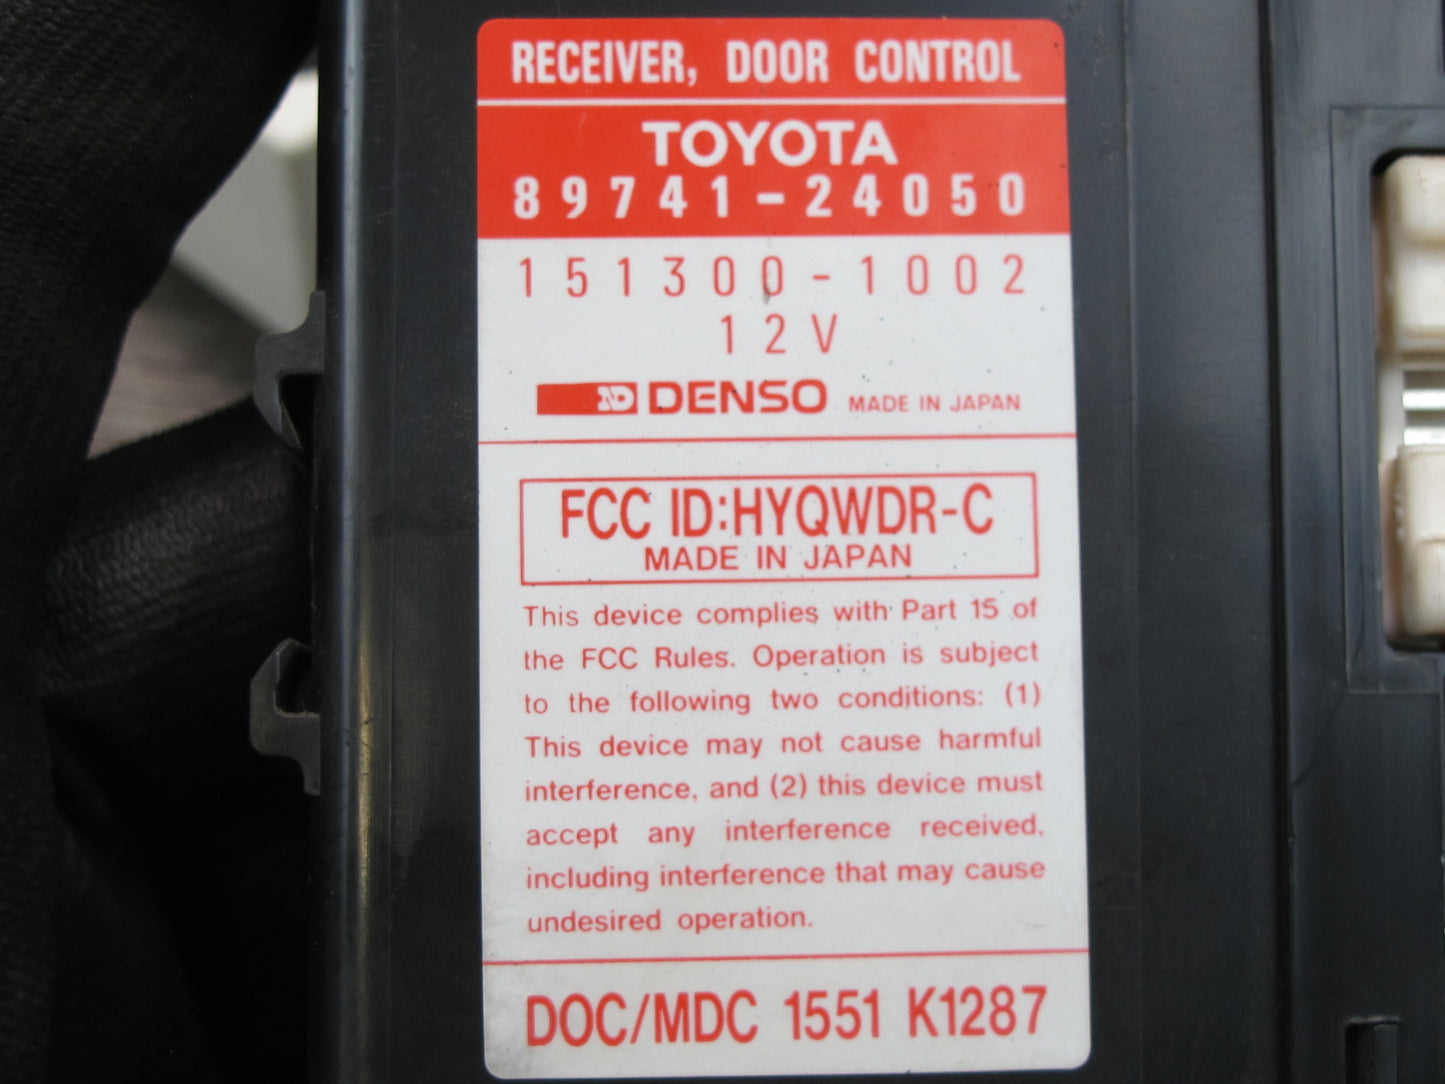 RECEIVER, DOOR CONTROL
TOYOTA
89741-24050
151300-1002
12V
ND DENSO MADE IN JAPAN
FCC ID:HYQWDR-C
MADE IN JAPAN
This device complies with Part 15 of
the FCC Rules. Operation is subject
to the following two conditions: (1)
This device may not cause harmful
interference, and (2) this device must
accept any interference received,
including interference that may cause
undesired operation.
DOC/MDC 1551 K1287